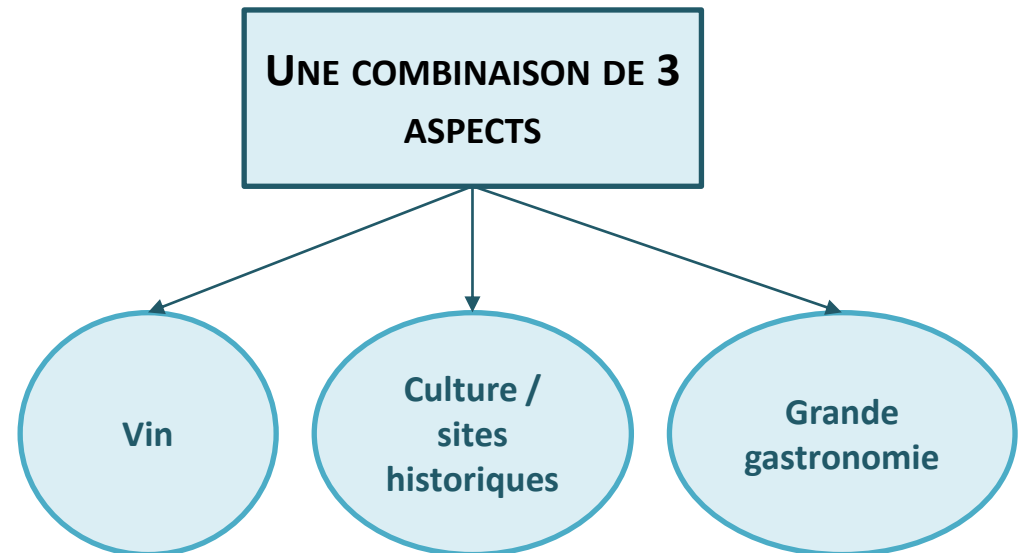 UNE COMBINAISON DE 3
ASPECTS
Vin
Culture /
sites
historiques
Grande
gastronomie